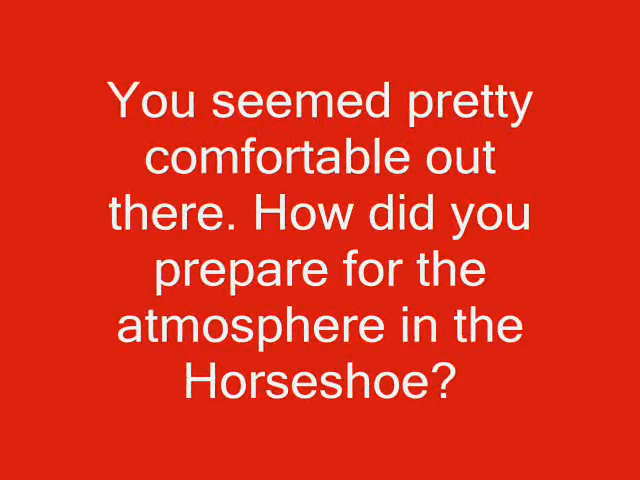 You seemed pretty
comfortable out
there. How did you
prepare for the
atmosphere in the
Horseshoe?